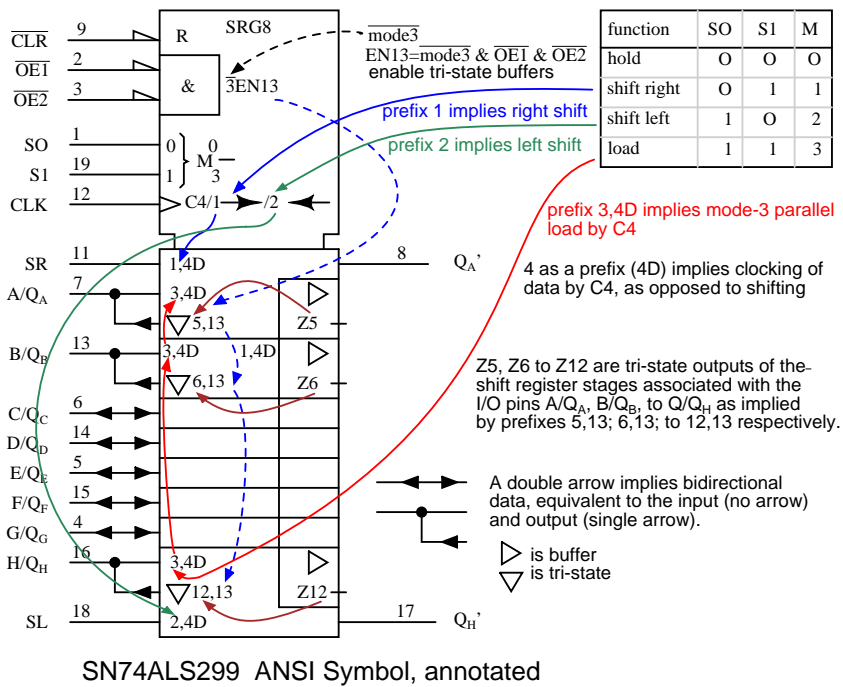 9
CLR
R
SRG8
mode3
EN13=mode3 & OE1 & OE2
enable tri-state buffers
2
OE1
3
OE2
&
3EN13
function SO S1 M
hold O O O
shift right O 1 1
shift left 1 O 2
load 1 1 3
prefix 1 implies right shift
prefix 2 implies left shift
1
SO
19
S1
0
1
} M
0
3
12
CLK
C4/1
/2
prefix 3,4D implies mode-3 parallel
load by C4
11
SR
1,4D
8
QA'
4 as a prefix (4D) implies clocking of
data by C4, as opposed to shifting
7
A/QA
3,4D
5,13
Z5
13
B/QB
3,4D
1,4D
6,13
Z6
Z5, Z6 to Z12 are tri-state outputs of the
shift register stages associated with the
I/O pins A/QA, B/QB, to Q/QH as implied
by prefixes 5,13; 6,13; to 12,13 respectively.
6
C/QC
14
D/QD
5
E/QE
15
F/QF
4
G/QG
16
H/QH
3,4D
12,13
Z12
A double arrow implies bidirectional
data, equivalent to the input (no arrow)
and output (single arrow).
is buffer
is tri-state
18
SL
2,4D
17
QH'
SN74ALS299 ANSI Symbol, annotated